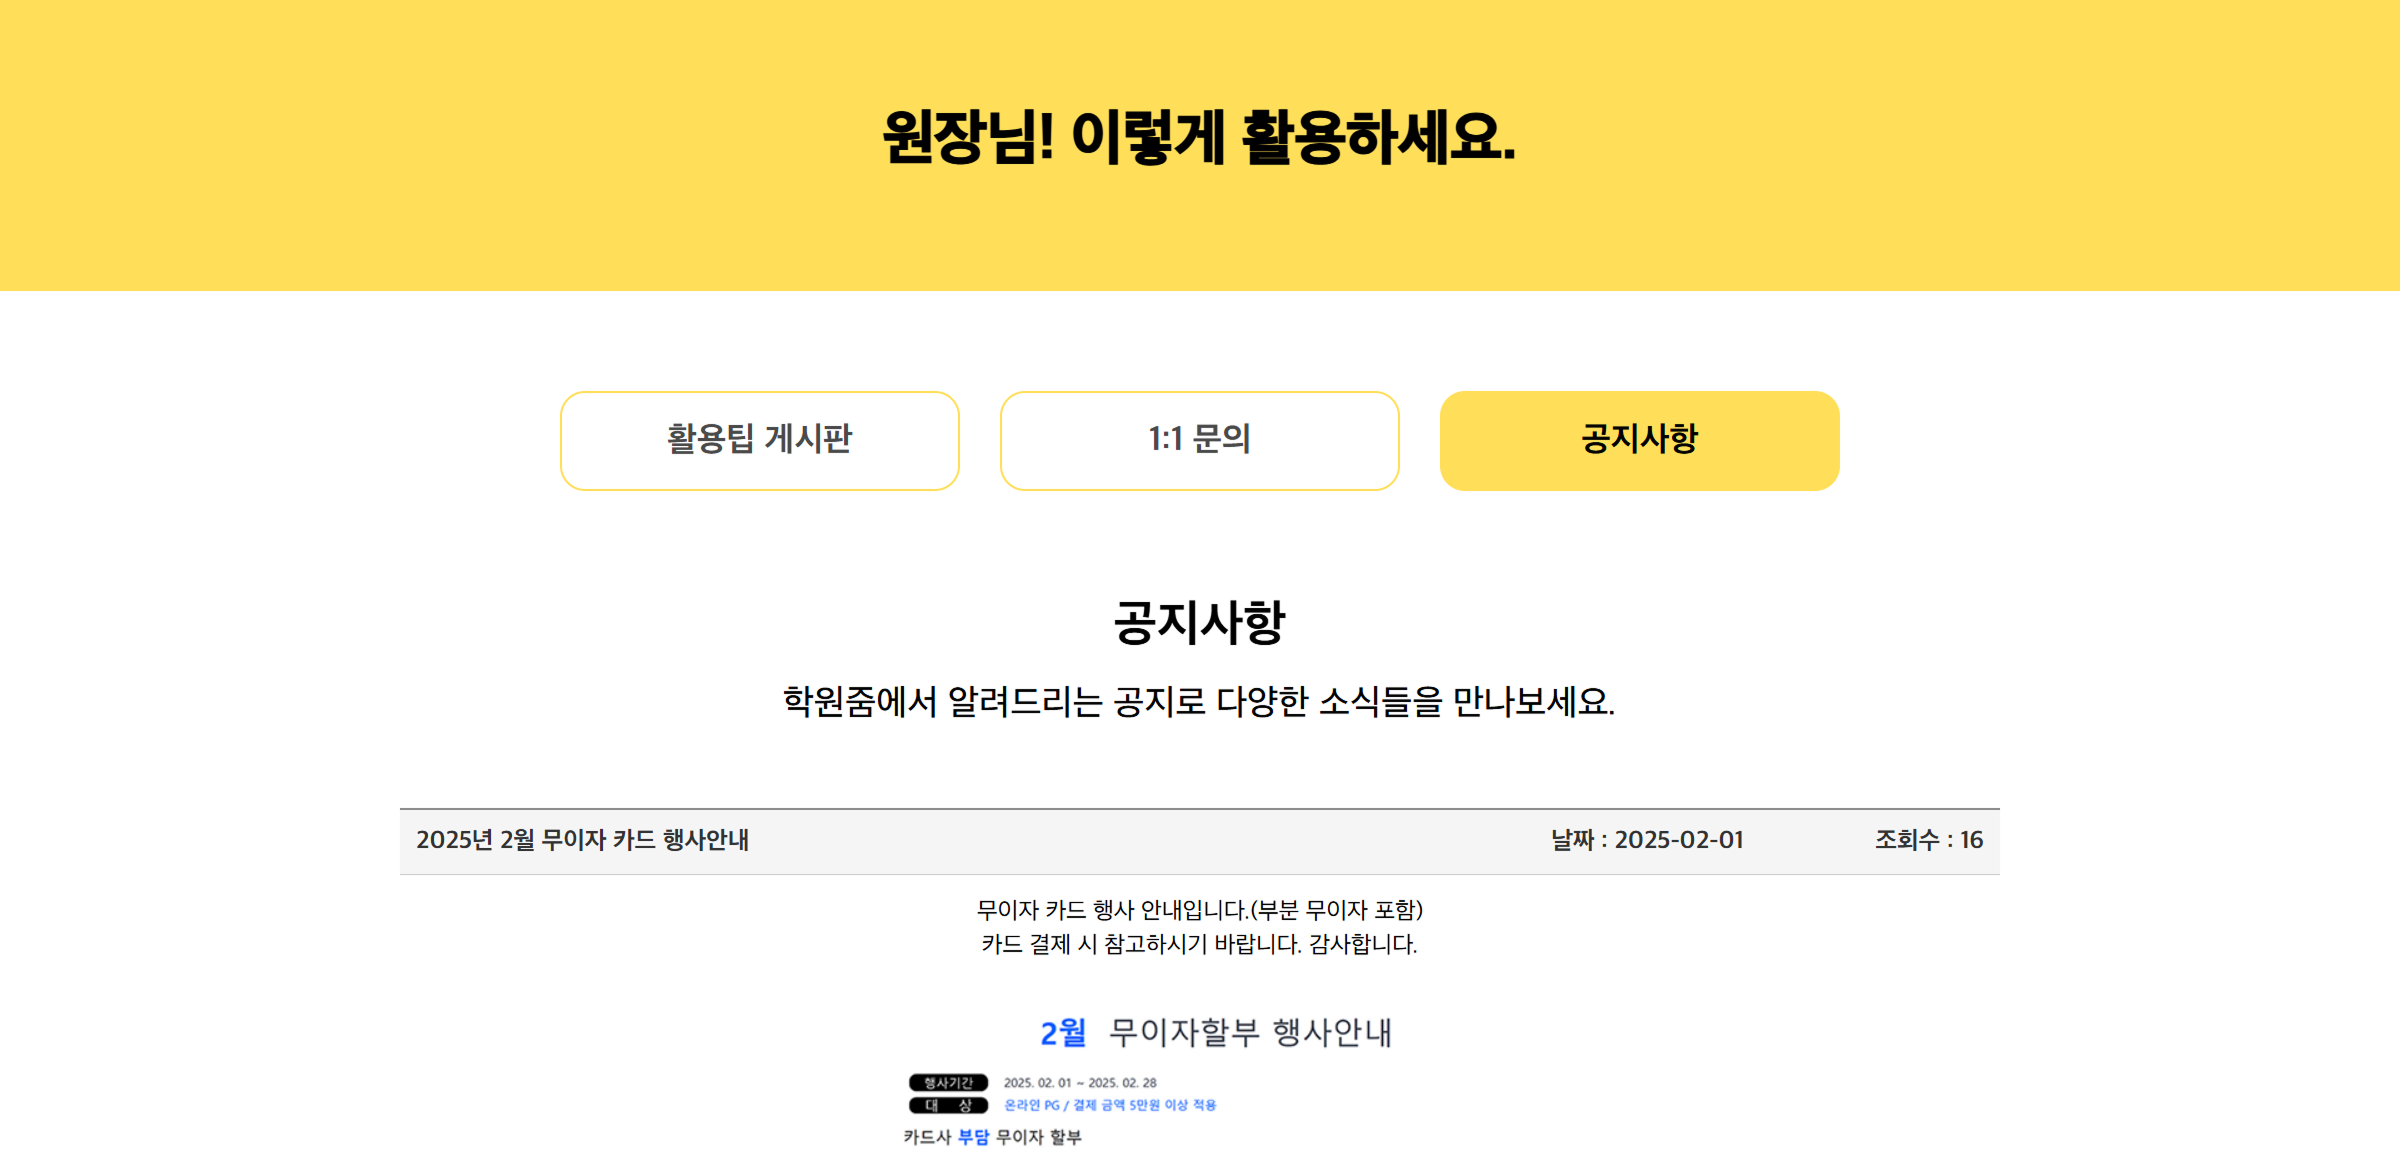 원장님! 이렇게 활용하세요.
활용팁 게시판
1:1 문의
공지사항
공지사항
학원줌에서 알려드리는 공지로 다양한 소식들을 만나보세요.
2025년 2월 무이자 카드 행사안내 날짜 : 2025-02-01 조회수 : 16
무이자 카드 행사 안내입니다.(부분 무이자 포함)
카드 결제 시 참고하시기 바랍니다. 감사합니다.
2월 무이자할부 행사안내
행사기간 2025. 02. 01 ~ 2025. 02. 28
대 상 온라인 PG / 결제 금액 5만원 이상 적용
카드사 부담 무이자 할부